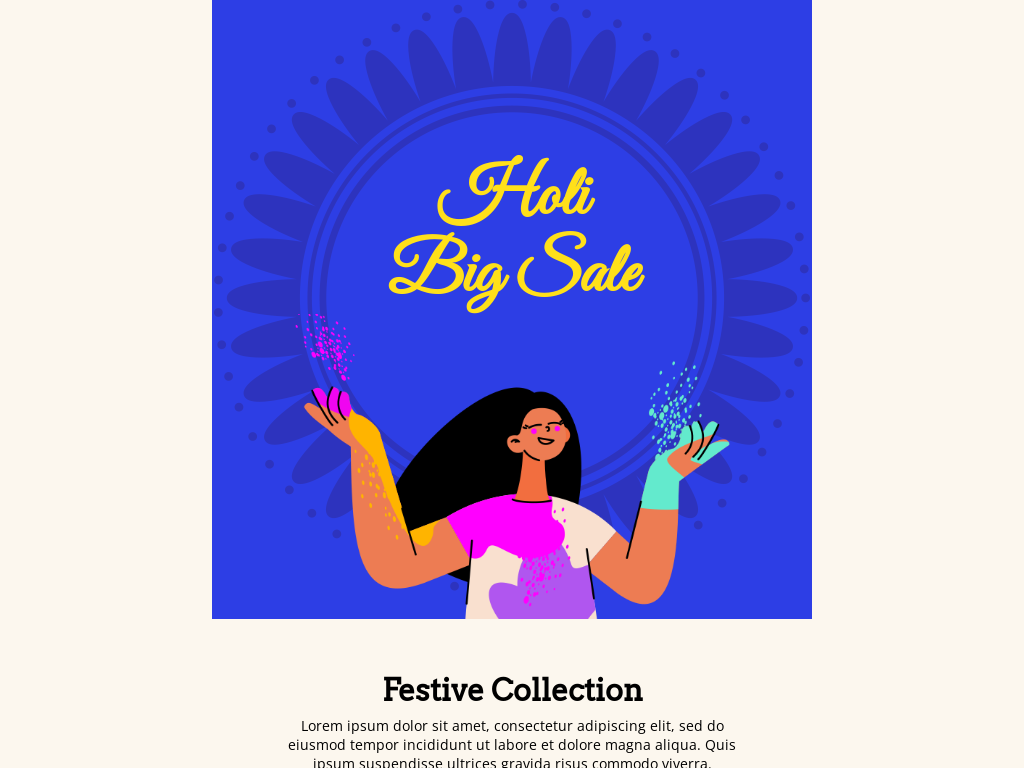 Holi
Big Sale
Festive Collection
Lorem ipsum dolor sit amet, consectetur adipiscing elit, sed do
eiusmod tempor incididunt ut labore et dolore magna aliqua. Quis
ipsum suspendisse ultrices gravida risus commodo viverra.